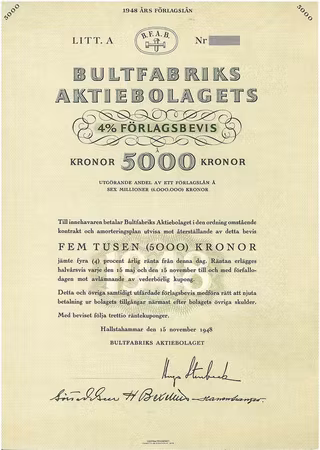 1948 ÅRS FÖRLAGSLÅN
5000
5000
B.F.A.B.
LITT. A
Nr
BULTFABRIKS
AKTIEBOLAGETS
4% FÖRLAGSBEVIS
Å
KRONOR 5000 KRONOR
UTGÖRANDE ANDEL AV ETT FÖRLAGSLÅN Å
SEX MILLIONER (6.000.000) KRONOR
Till innehavaren betalar Bultfabriks Aktiebolaget i den ordning omstående
kontrakt och amorteringsplan utvisa mot återställande av detta bevis
FEM TUSEN (5000) KRONOR
jämte fyra (4) procent årlig ränta från denna dag. Räntan erlägges
halvårsvis varje den 15 maj och den 15 november till och med förfallo-
dagen mot avlämnande av vederbörlig kupong.
Detta och övriga samtidigt utfärdade förlagsbevis medföra rätt att njuta
betalning ur bolagets tillgångar närmast efter bolagets övriga skulder.
Med beviset följa trettio räntekuponger.
Hallstahammar den 15 november 1948
BULTFABRIKS AKTIEBOLAGET
Hugo Stenbeck